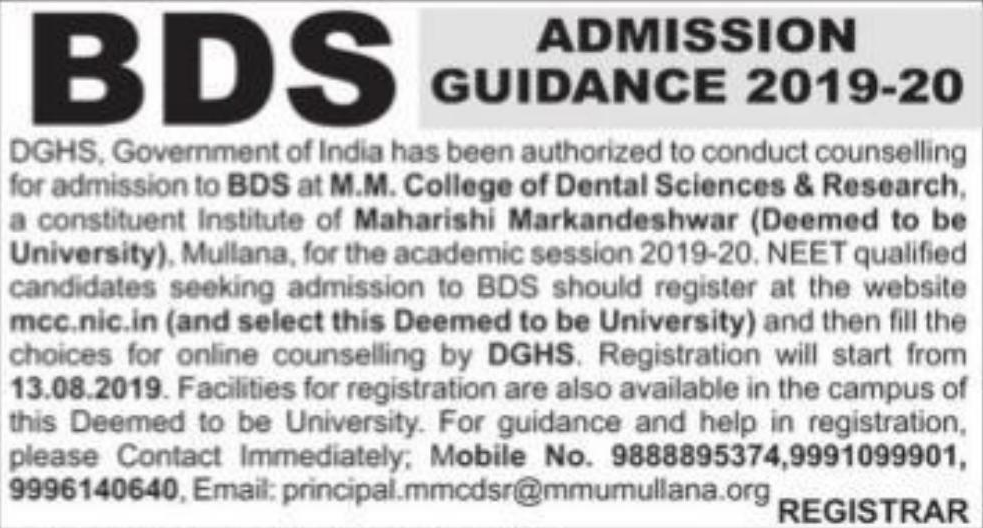 BDS
ADMISSION
GUIDANCE 2019-20
DGHS, Government of India has been authorized to conduct counselling
for admission to BDS at M.M. College of Dental Sciences & Research,
a constituent Institute of Maharishi Markandeshwar (Deemed to be
University), Mullana, for the academic session 2019-20. NEET qualified
candidates seeking admission to BDS should register at the website
mcc.nic.in (and select this Deemed to be University) and then fill the
choices for online counselling by DGHS. Registration will start from
13.08.2019. Facilities for registration are also available in the campus of
this Deemed to be University. For guidance and help in registration,
please Contact Immediately; Mobile No. 9888895374,9991099901,
9996140640, Email: principal.mmcdsr@mmumullana.org
REGISTRAR